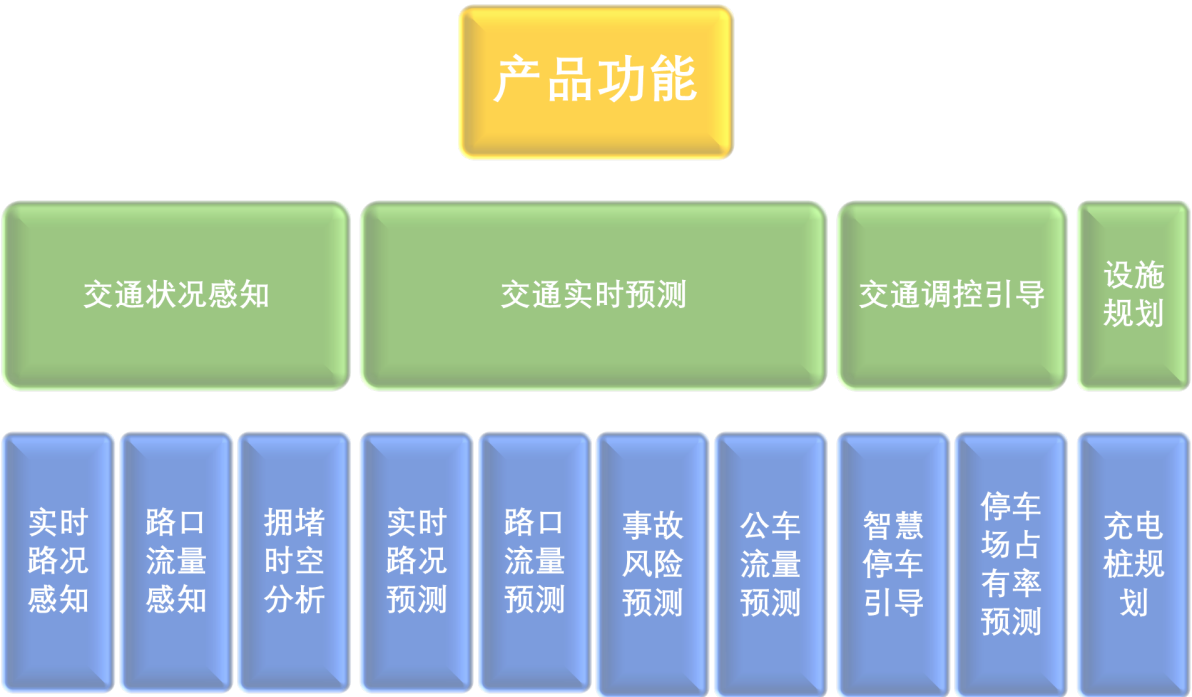 产品功能
交通状况感知
交通实时预测
交通调控引导
设施
规划
实时
路况
感知
路口
流量
感知
拥堵
时空
分析
实时
路况
预测
路口
流量
预测
事故
风险
预测
公车
流量
预测
智慧
停车
引导
停车
场占
有率
预测
充电
桩规
划